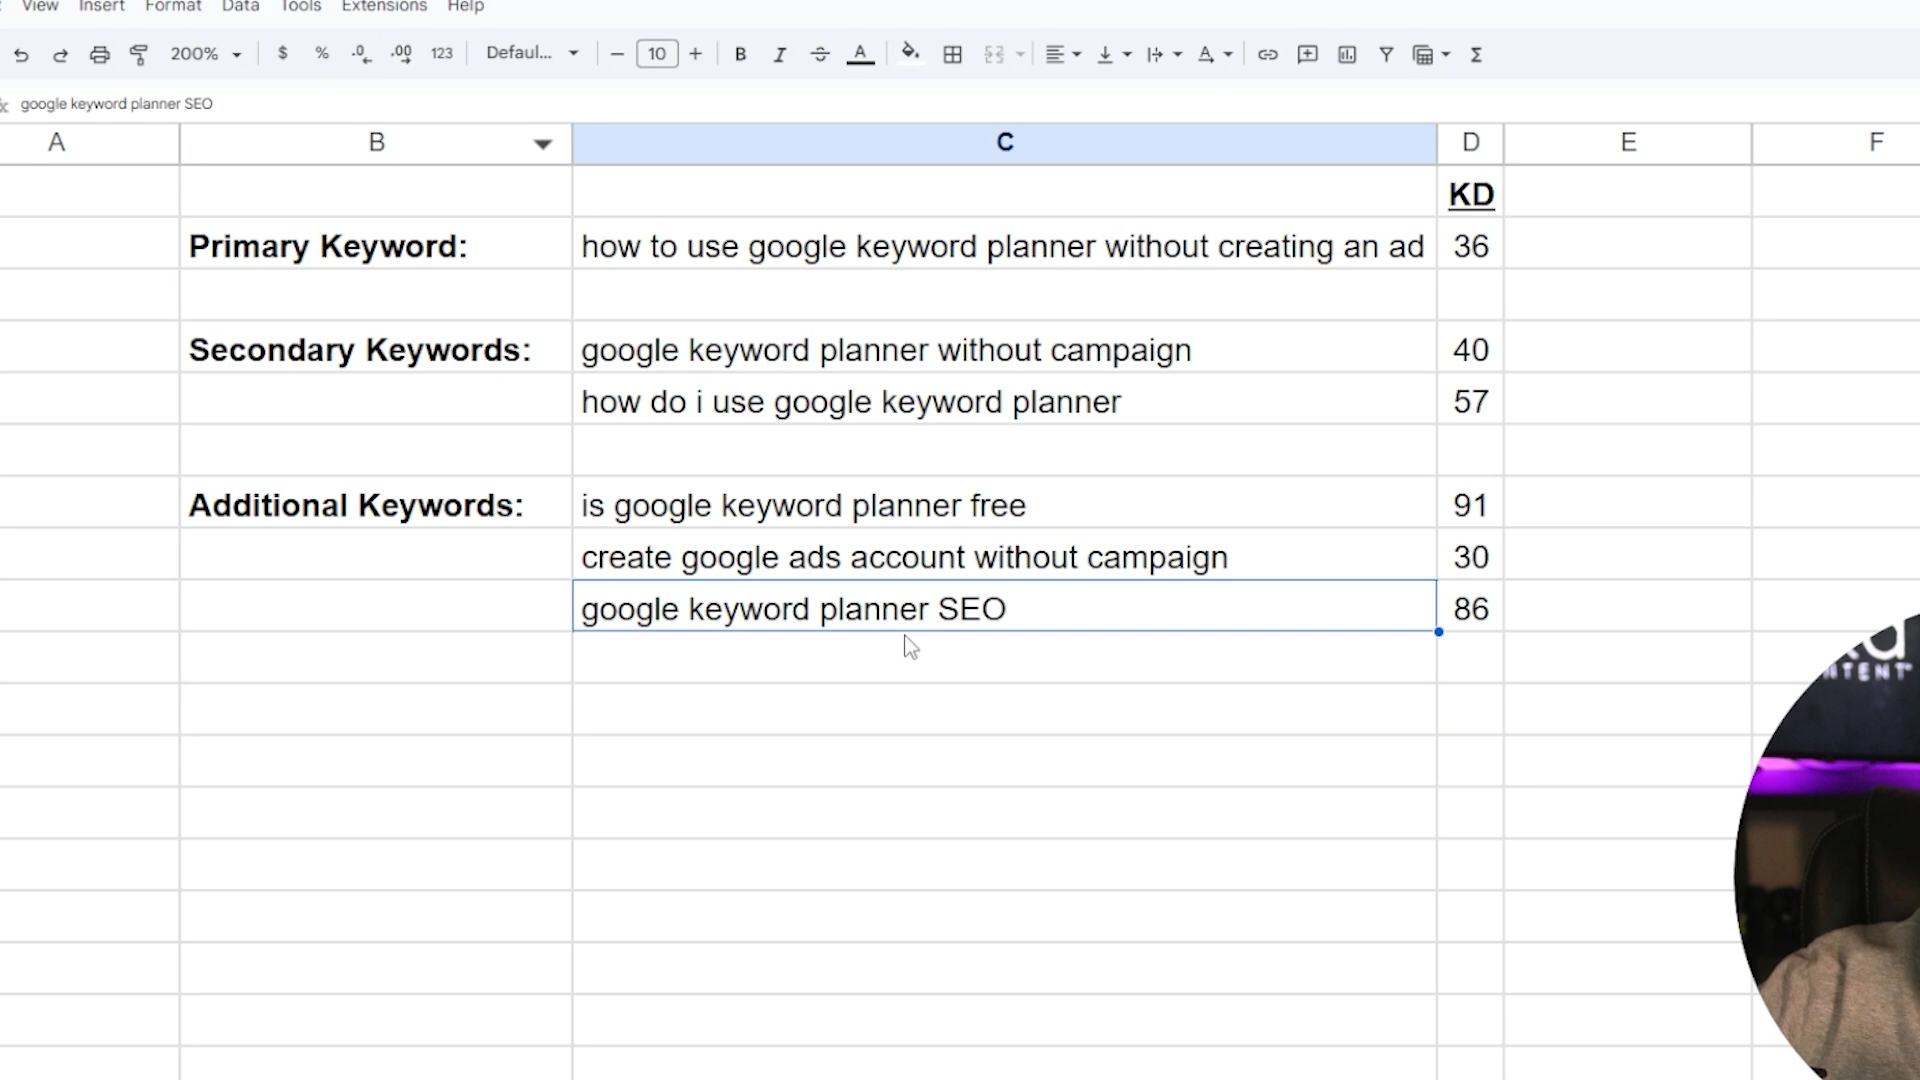 View Insert Format Data Tools Extensions Help
200% $ % .0 .00 123 Defaul... − 10 + B I A Σ
google keyword planner SEO
A B C D E F
KD
Primary Keyword: how to use google keyword planner without creating an ad 36
Secondary Keywords: google keyword planner without campaign 40
how do i use google keyword planner 57
Additional Keywords: is google keyword planner free 91
create google ads account without campaign 30
google keyword planner SEO 86